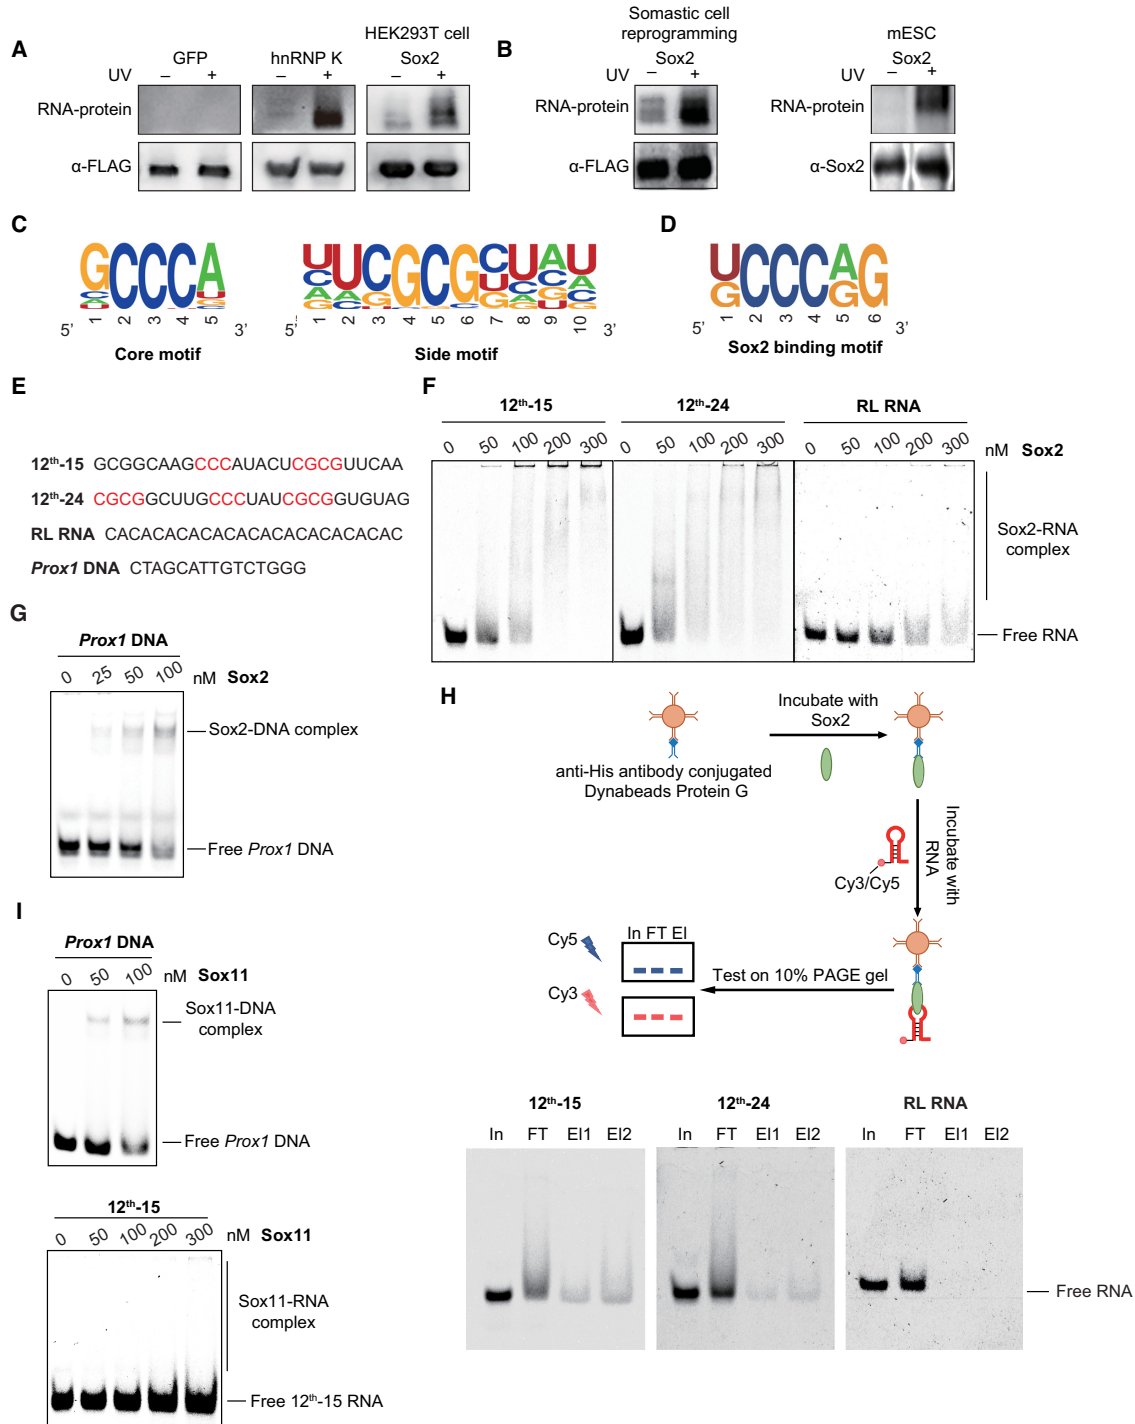 A
GFP
hnRNP K
HEK293T cell
Sox2
UV – + – + – +
RNA-protein
α-FLAG
B
Somastic cell
reprogramming
Sox2
UV – +
RNA-protein
α-FLAG
mESC
Sox2
UV – +
RNA-protein
α-Sox2
C
GCCCA
CUAG
5' 1 2 3 4 5 3'
Core motif
UUCGCGCUAU
5' 1 2 3 4 5 6 7 8 9 10 3'
Side motif
D
UCCCAG
G G
5' 1 2 3 4 5 6 3'
Sox2 binding motif
E
12th-15 GCGGCAAGCCCAUACUCGCGUUCAA
12th-24 CGCGGCUUGCCCUAUCGCGGUGUAG
RL RNA CACACACACACACACACACACACAC
Prox1 DNA CTAGCATTGTCTGGG
F
12th-15 12th-24 RL RNA
0 50 100 200 300 0 50 100 200 300 0 50 100 200 300 nM Sox2
Sox2-RNA
complex
Free RNA
G
Prox1 DNA
0 25 50 100 nM Sox2
Sox2-DNA complex
Free Prox1 DNA
H
Incubate with
Sox2
anti-His antibody conjugated
Dynabeads Protein G
Incubate with
RNA
Cy3/Cy5
In FT El
Cy5
Cy3
Test on 10% PAGE gel
12th-15 12th-24 RL RNA
In FT El1 El2 In FT El1 El2 In FT El1 El2
Free RNA
I
Prox1 DNA
0 50 100 nM Sox11
Sox11-DNA
complex
Free Prox1 DNA
12th-15
0 50 100 200 300 nM Sox11
Sox11-RNA
complex
Free 12th-15 RNA